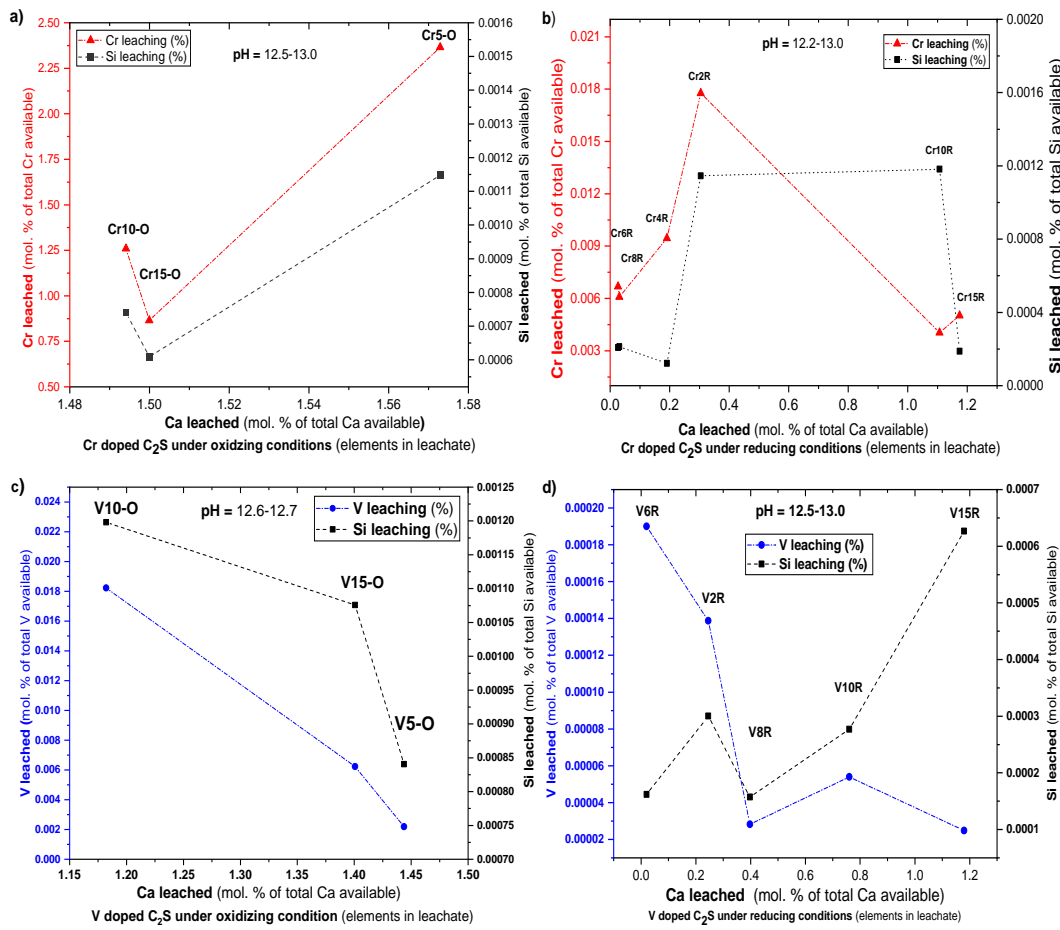 a)
Cr leaching (%)
Si leaching (%)
pH = 12.5-13.0
Cr5-O
Cr10-O
Cr15-O
2.50
2.25
2.00
1.75
1.50
1.25
1.00
0.75
0.50
Cr leached (mol. % of total Cr available)
0.0016
0.0015
0.0014
0.0013
0.0012
0.0011
0.0010
0.0009
0.0008
0.0007
0.0006
Si leached (mol. % of total Si available)
1.48 1.50 1.52 1.54 1.56 1.58
Ca leached (mol. % of total Ca available)
Cr doped C₂S under oxidzing conditions (elements in leachate)
b)
pH = 12.2-13.0
Cr leaching (%)
Si leaching (%)
Cr2R
Cr10R
Cr4R
Cr6R
Cr8R
Cr15R
0.021
0.018
0.015
0.012
0.009
0.006
0.003
Cr leached (mol. % of total Cr available)
0.0020
0.0016
0.0012
0.0008
0.0004
0.0000
Si leached (mol. % of total Si available)
0.0 0.2 0.4 0.6 0.8 1.0 1.2
Ca leached (mol. % of total Ca available)
Cr doped C₂S under reducing conditions (elements in leachate)
c)
V10-O
pH = 12.6-12.7
V leaching (%)
Si leaching (%)
V15-O
V5-O
0.024
0.022
0.020
0.018
0.016
0.014
0.012
0.010
0.008
0.006
0.004
0.002
0.000
V leached (mol. % of total V available)
0.00125
0.00120
0.00115
0.00110
0.00105
0.00100
0.00095
0.00090
0.00085
0.00080
0.00075
0.00070
Si leached (mol. % of total Si available)
1.15 1.20 1.25 1.30 1.35 1.40 1.45 1.50
Ca leached (mol. % of total Ca available)
V doped C₂S under oxidizing condition (elements in leachate)
d)
V6R
pH = 12.5-13.0
V15R
V leaching (%)
Si leaching (%)
V2R
V10R
V8R
0.00020
0.00018
0.00016
0.00014
0.00012
0.00010
0.00008
0.00006
0.00004
0.00002
V leached (mol. % of total V available)
0.0007
0.0006
0.0005
0.0004
0.0003
0.0002
0.0001
Si leached (mol. % of total Si available)
0.0 0.2 0.4 0.6 0.8 1.0 1.2
Ca leached (mol. % of total Ca available)
V doped C₂S under reducing conditions (elements in leachate)